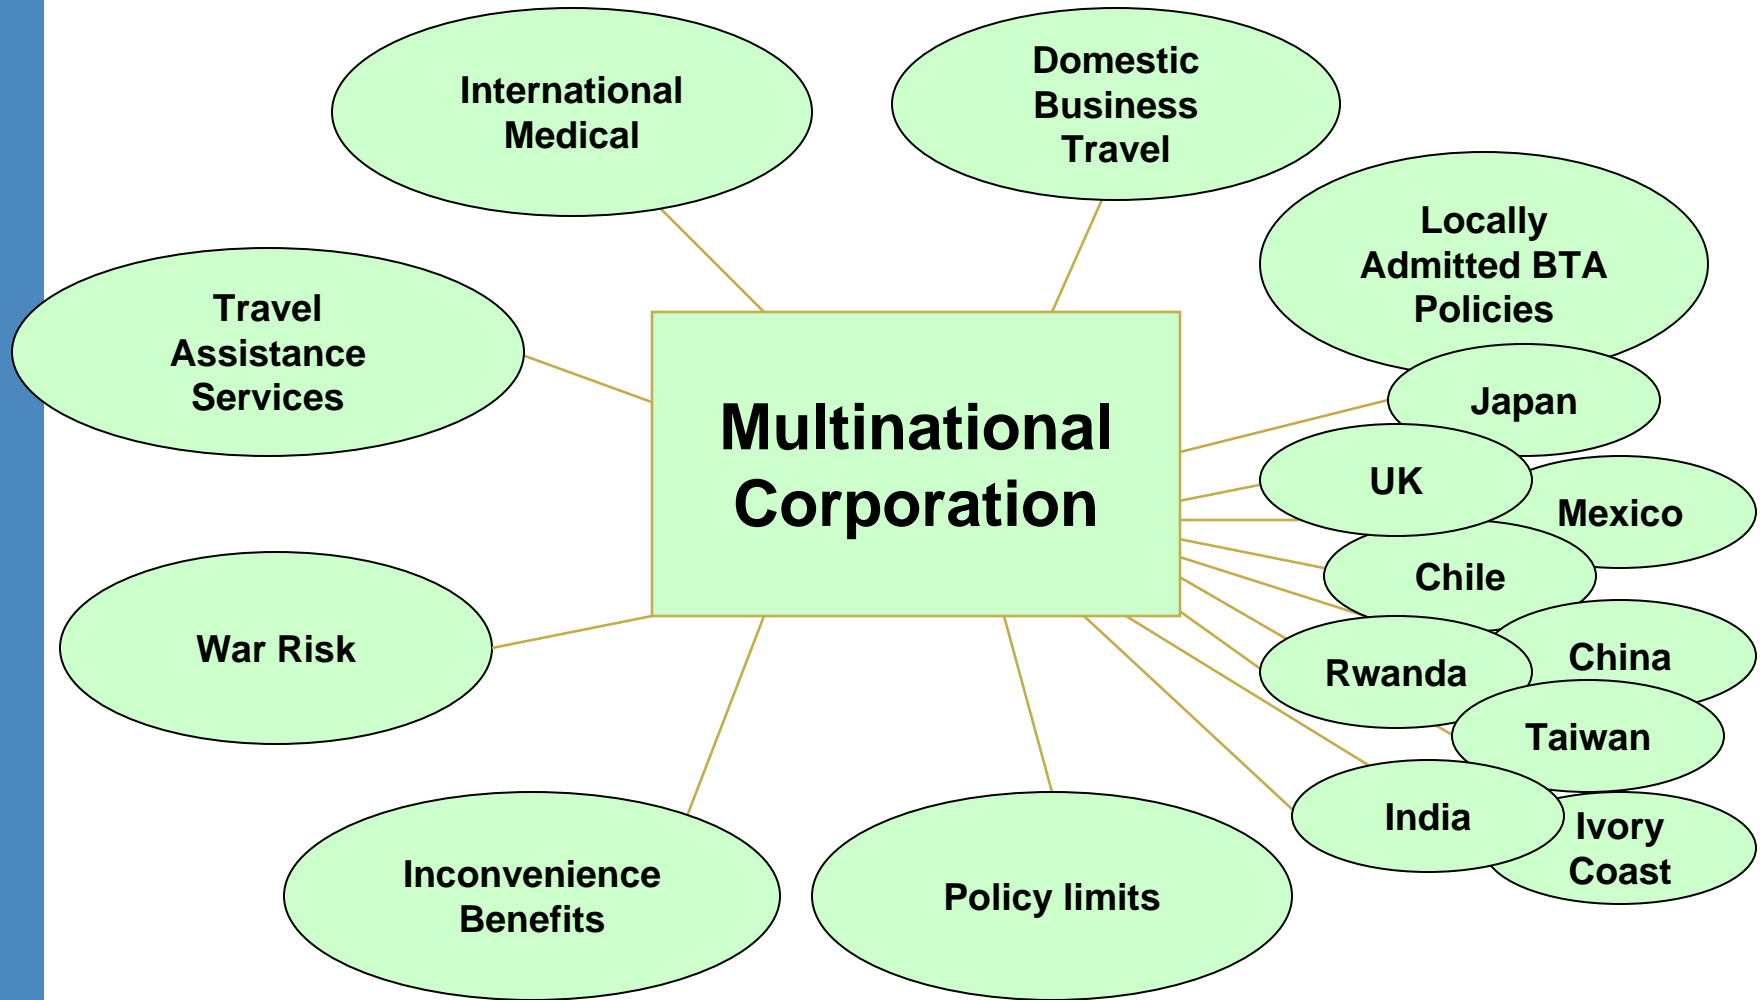 International
Medical
Domestic
Business
Travel
Locally
Admitted BTA
Policies
Travel
Assistance
Services
Multinational
Corporation
Japan
UK
Mexico
Chile
China
Rwanda
Taiwan
India
Ivory
Coast
War Risk
Inconvenience
Benefits
Policy limits